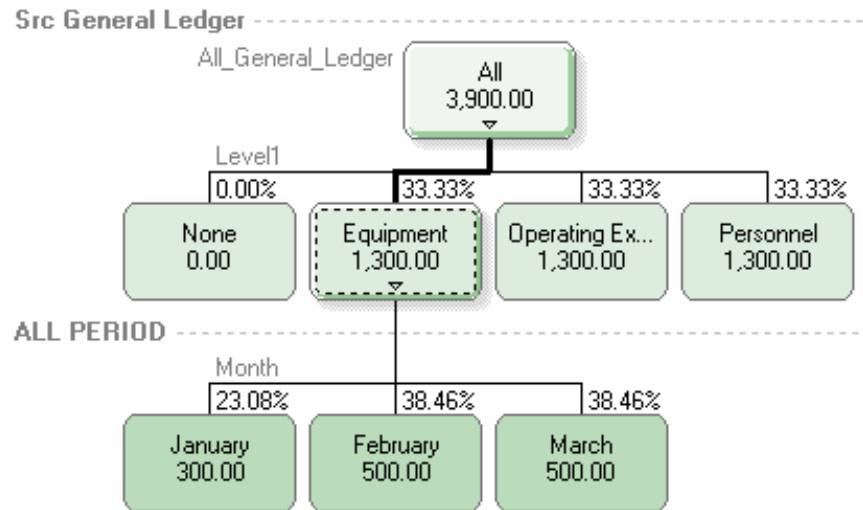 Src General Ledger
All_General_Ledger
All
3,900.00
Level1
0.00% 33.33% 33.33% 33.33%
None Equipment Operating Ex... Personnel
0.00 1,300.00 1,300.00 1,300.00
ALL PERIOD
Month
23.08% 38.46% 38.46%
January February March
300.00 500.00 500.00